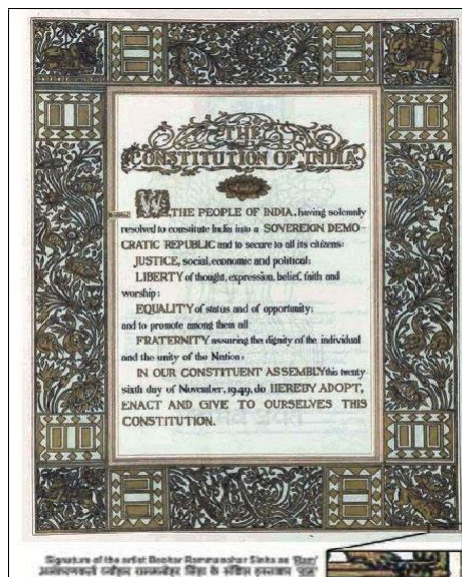 THE
CONSTITUTION OF INDIA
WE, THE PEOPLE OF INDIA, having solemnly
resolved to constitute India into a SOVEREIGN DEMO-
CRATIC REPUBLIC and to secure to all its citizens:
JUSTICE, social, economic and political;
LIBERTY of thought, expression, belief, faith and
worship;
EQUALITY of status and of opportunity;
and to promote among them all
FRATERNITY assuring the dignity of the individual
and the unity of the Nation;
IN OUR CONSTITUENT ASSEMBLY this twenty
sixth day of November, 1949, do HEREBY ADOPT,
ENACT AND GIVE TO OURSELVES THIS
CONSTITUTION.
Signature of the artist Beohar Rammanohar Sinha as